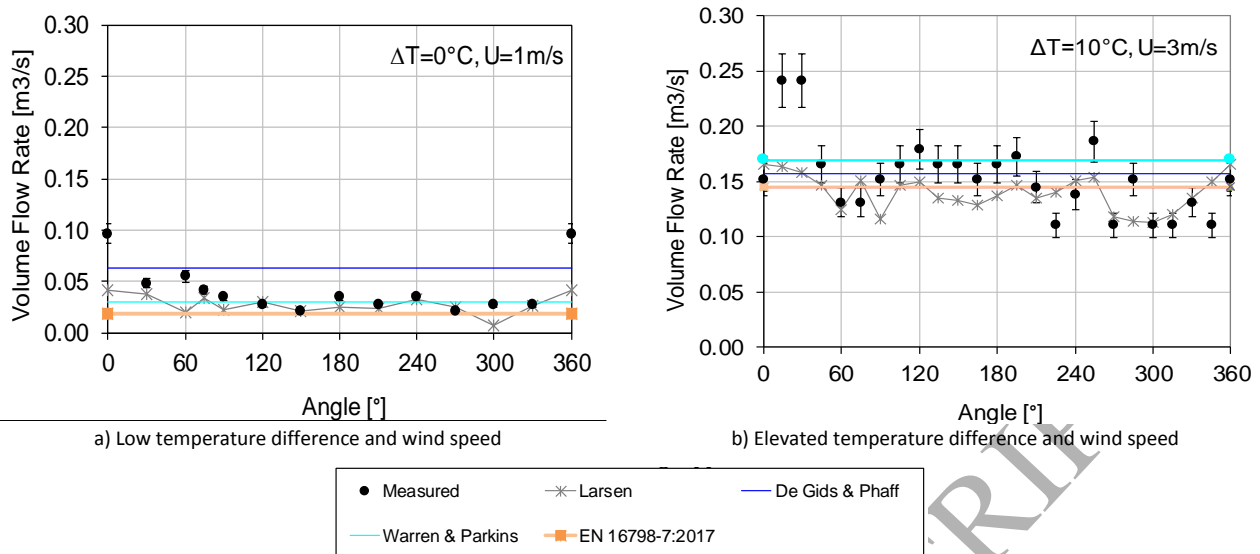 0.30
0.25
0.20
0.15
0.10
0.05
0.00
Volume Flow Rate [m3/s]
ΔT=0°C, U=1m/s
0 60 120 180 240 300 360
Angle [°]
a) Low temperature difference and wind speed
0.30
0.25
0.20
0.15
0.10
0.05
0.00
Volume Flow Rate [m3/s]
ΔT=10°C, U=3m/s
0 60 120 180 240 300 360
Angle [°]
b) Elevated temperature difference and wind speed
Measured Larsen De Gids & Phaff
Warren & Parkins EN 16798-7:2017